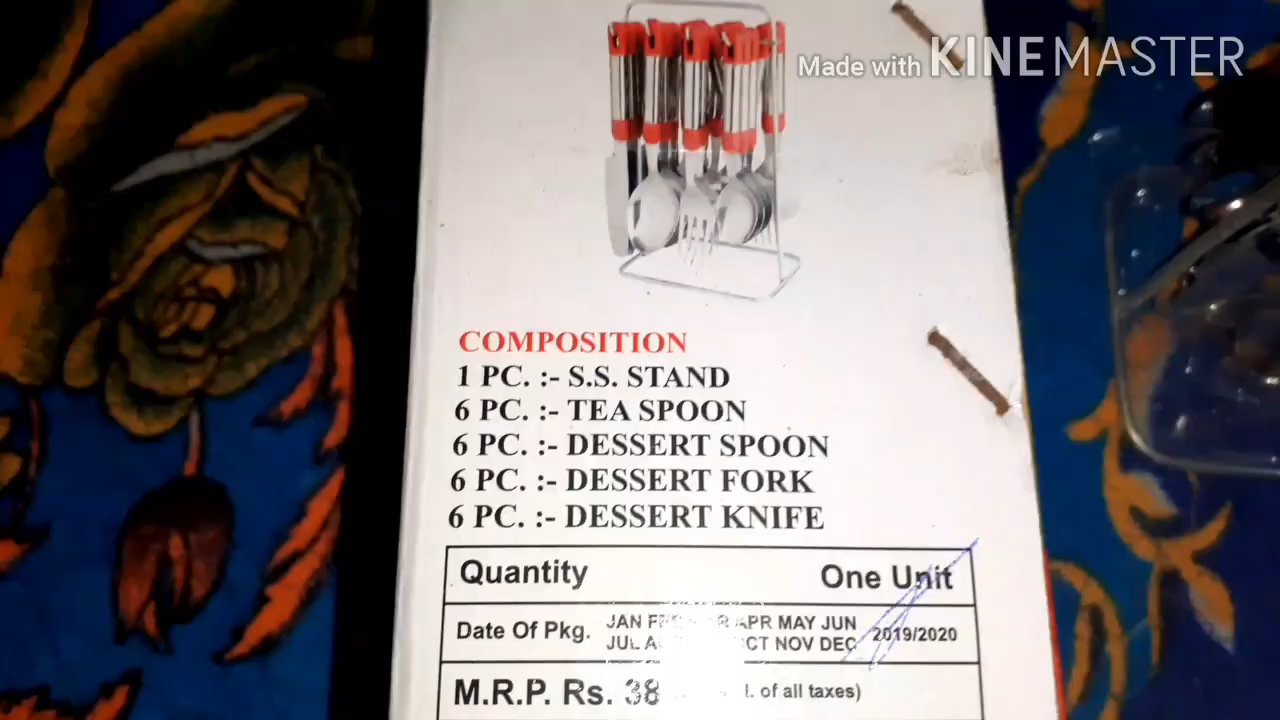 Made with KINEMASTER
COMPOSITION
1 PC. :- S.S. STAND
6 PC. :- TEA SPOON
6 PC. :- DESSERT SPOON
6 PC. :- DESSERT FORK
6 PC. :- DESSERT KNIFE
Quantity One Unit
Date Of Pkg. JAN APR MAY JUN
JUL NOV DEC 2019/2020
M.R.P. Rs. of all taxes)